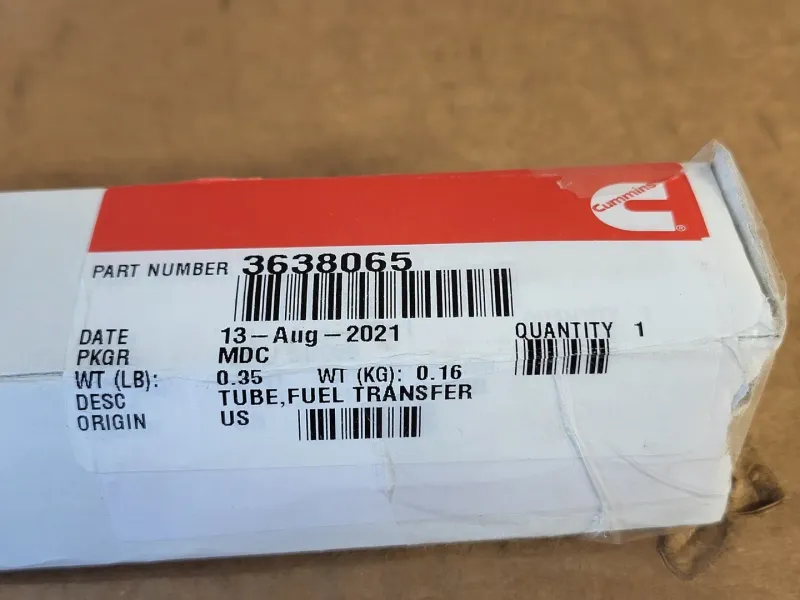 Cummins
®
PART NUMBER 3638065
DATE 13-Aug-2021 QUANTITY 1
PKGR MDC
WT (LB): 0.35 WT (KG): 0.16
DESC TUBE,FUEL TRANSFER
ORIGIN US